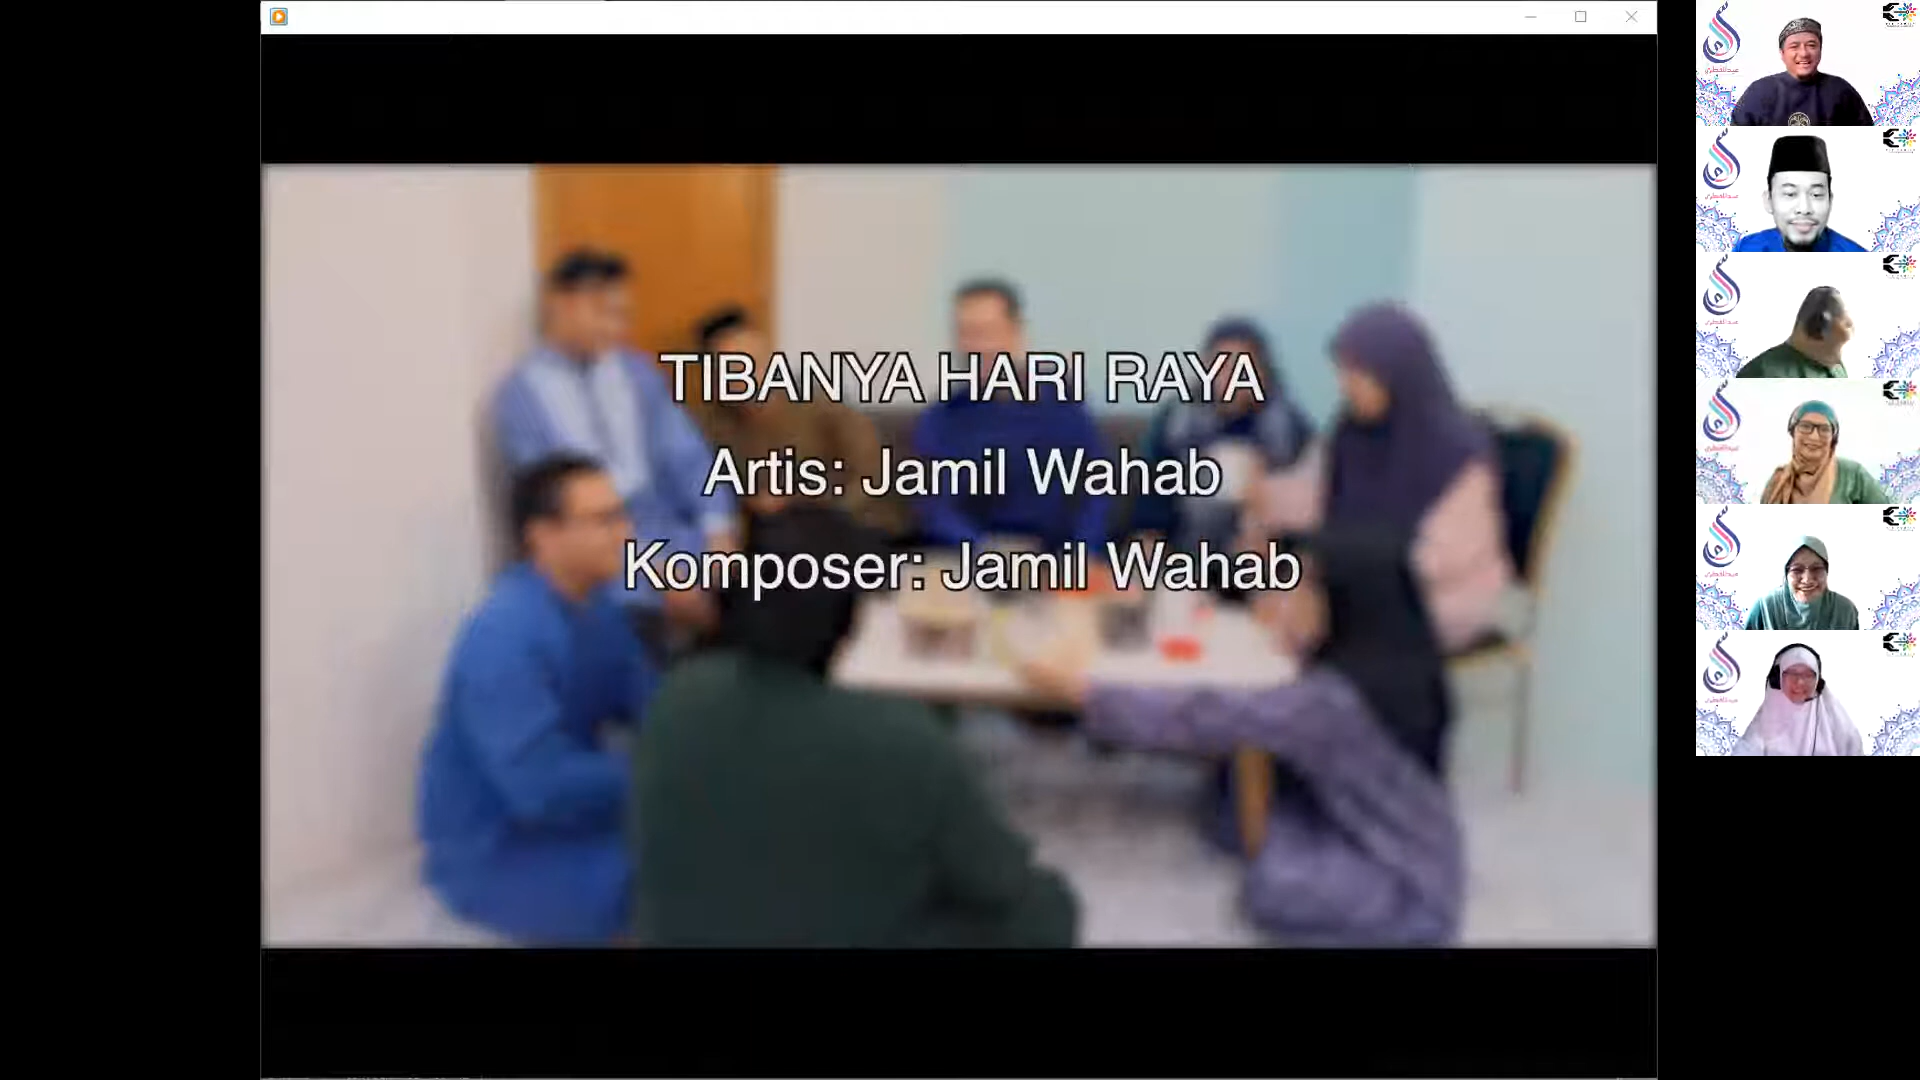 TIBANYA HARI RAYA
Artis: Jamil Wahab
Komposer: Jamil Wahab